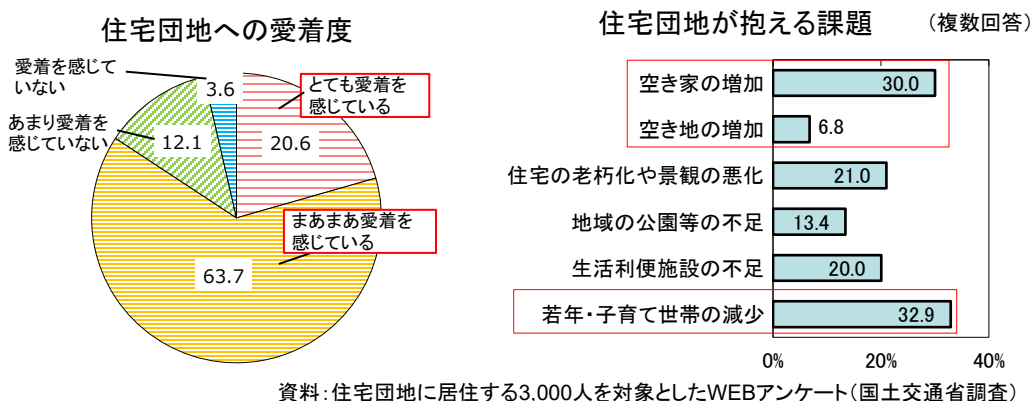 住宅団地への愛着度
愛着を感じて
いない
3.6
とても愛着を
感じている
あまり愛着を
感じていない
12.1
20.6
まあまあ愛着を
感じている
63.7
住宅団地が抱える課題
（複数回答）
空き家の増加
30.0
空き地の増加
6.8
住宅の老朽化や景観の悪化
21.0
地域の公園等の不足
13.4
生活利便施設の不足
20.0
若年・子育て世帯の減少
32.9
0%
20%
40%
資料：住宅団地に居住する3,000人を対象としたWEBアンケート（国土交通省調査）